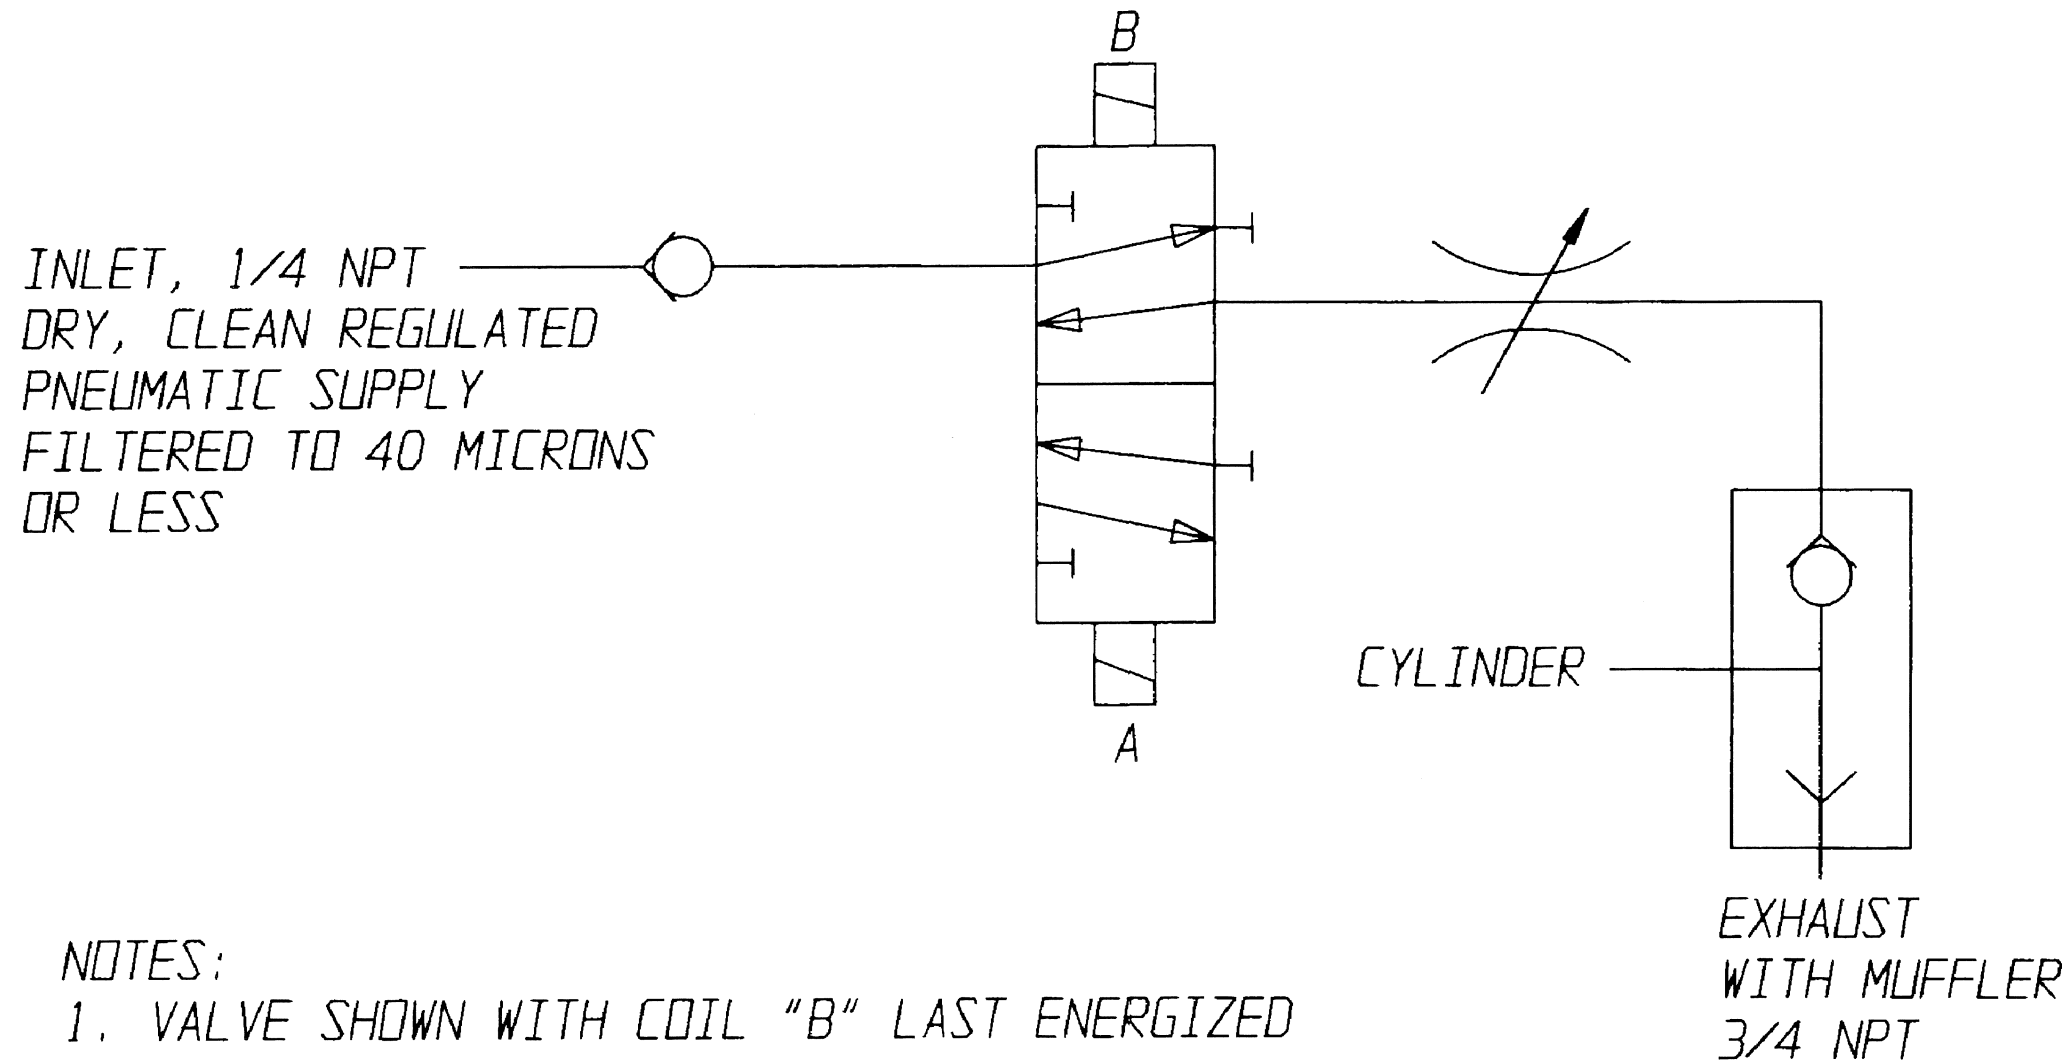 B
INLET, 1/4 NPT
DRY, CLEAN REGULATED
PNEUMATIC SUPPLY
FILTERED TO 40 MICRONS
OR LESS
CYLINDER
A
EXHAUST
WITH MUFFLER
3/4 NPT
NOTES:
1. VALVE SHOWN WITH COIL "B" LAST ENERGIZED